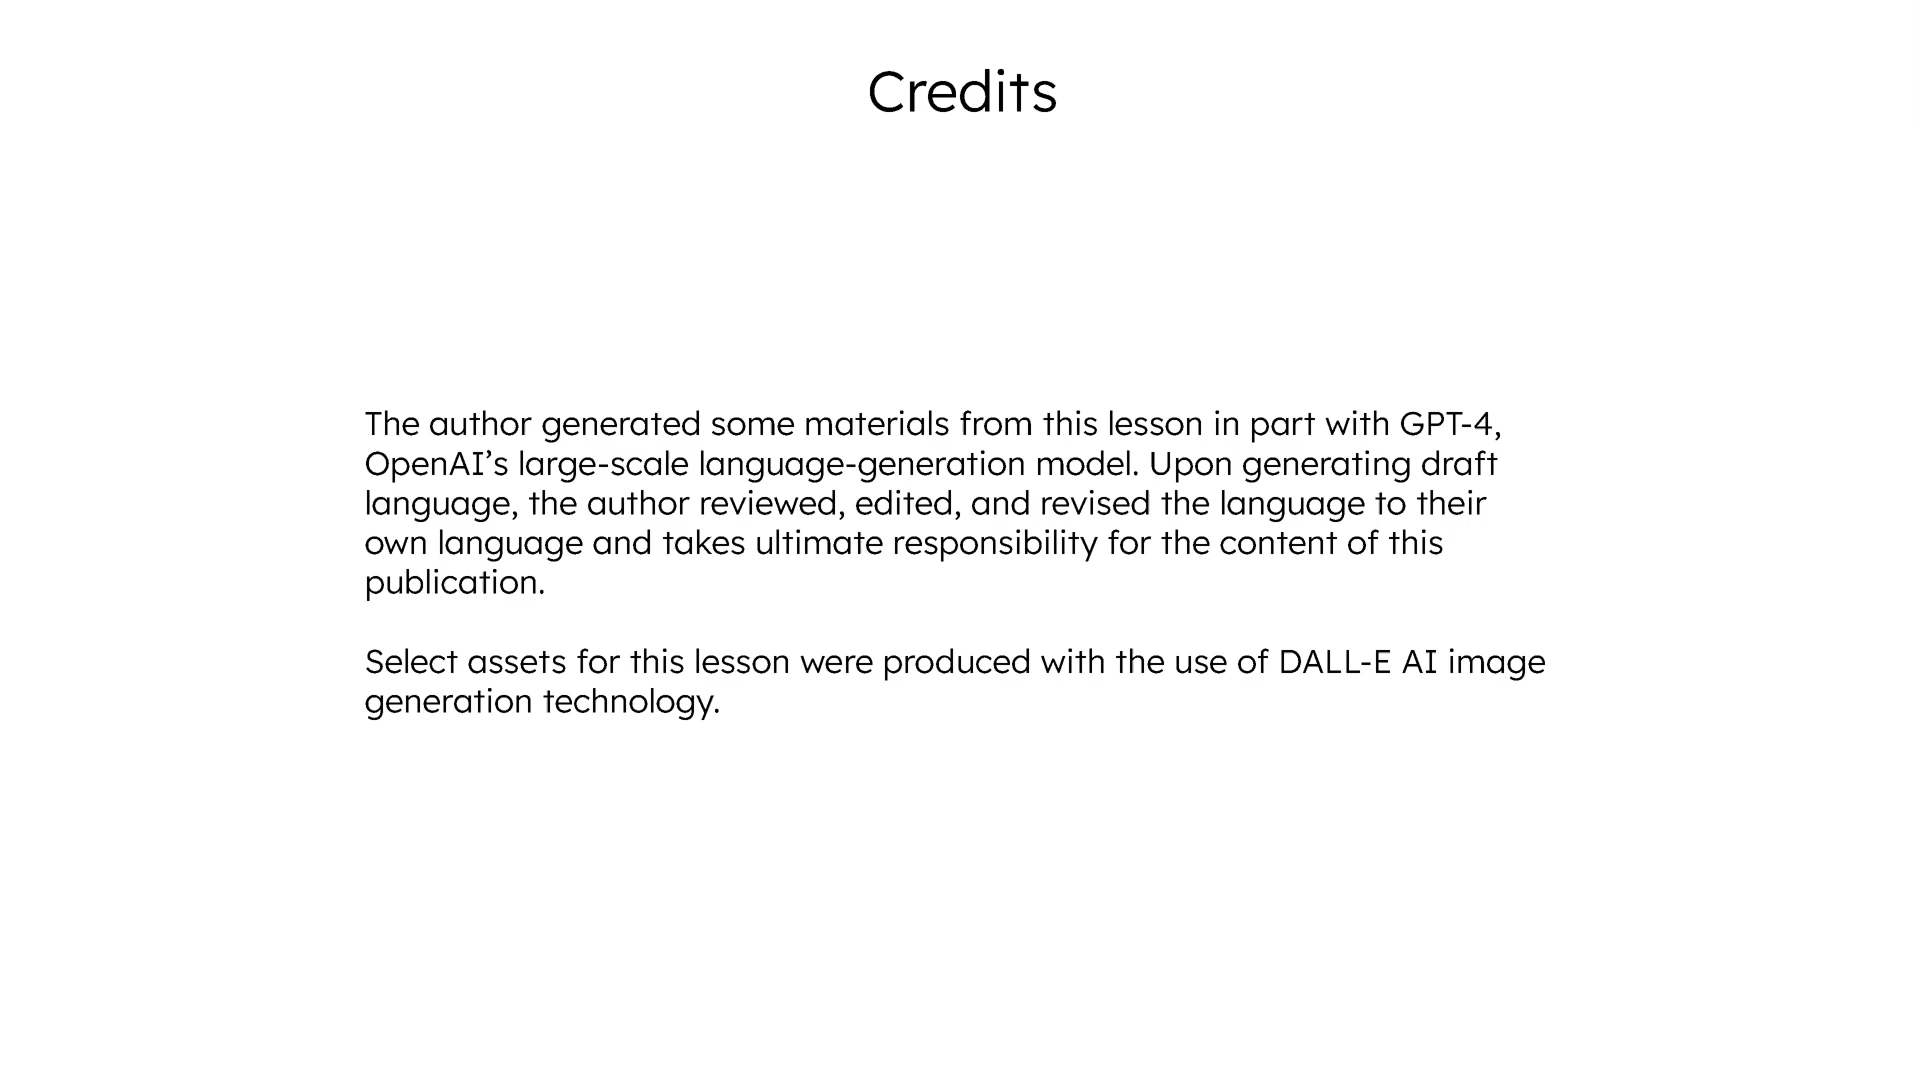 Credits
The author generated some materials from this lesson in part with GPT-4,
OpenAI’s large-scale language-generation model. Upon generating draft
language, the author reviewed, edited, and revised the language to their
own language and takes ultimate responsibility for the content of this
publication.
Select assets for this lesson were produced with the use of DALL-E AI image
generation technology.